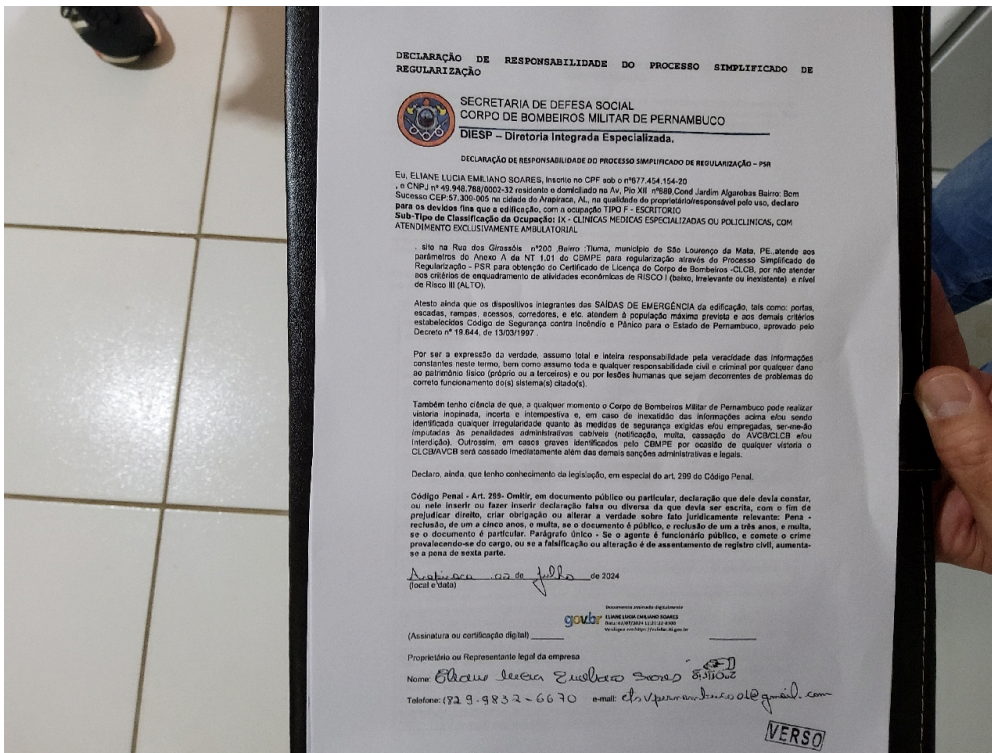 DECLARAÇÃO DE RESPONSABILIDADE DO PROCESSO SIMPLIFICADO DE
REGULARIZAÇÃO
SECRETARIA DE DEFESA SOCIAL
CORPO DE BOMBEIROS MILITAR DE PERNAMBUCO
DIESP – Diretoria Integrada Especializada.
DECLARAÇÃO DE RESPONSABILIDADE DO PROCESSO SIMPLIFICADO DE REGULARIZAÇÃO – PSR
Eu, ELIANE LUCIA EMILIANO SOARES, Inscrito no CPF sob o nº677.454.154-20
, e CNPJ nº 49.948.788/0002-32 residente e domiciliado na Av, Pio XII nº889,Cond Jardim Algarobas Bairro: Bom
Sucesso CEP:57.309-005 na cidade do Arapiraca, AL, na qualidade do proprietário/responsável pelo uso, declaro
para os devidos fins que a edificação, com a ocupação TIPO F - ESCRITORIO
Sub-Tipo de Classificação da Ocupação: IX - CLINICAS MEDICAS ESPECIALIZADAS OU POLICLINICAS, COM
ATENDIMENTO EXCLUSIVAMENTE AMBULATORIAL
, sito na Rua dos Girassóis nº200 ,Bairro :Tiuma, município de São Lourenço da Mata, PE.,atende aos
parâmetros do Anexo A da NT 1.01 do CBMPE para regularização através do Processo Simplificado de
Regularização - PSR para obtenção do Certificado de Licença do Corpo de Bombeiros -CLCB, por não atender
aos critérios de enquadramento de atividades econômicas de RISCO I (baixo, irrelevante ou inexistente) e nível
de Risco III (ALTO).
Atesto ainda que os dispositivos integrantes das SAÍDAS DE EMERGÊNCIA da edificação, tais como: portas,
escadas, rampas, acessos, corredores, e etc. atendem à população máxima prevista e aos demais critérios
estabelecidos Código de Segurança contra Incêndio e Pânico para o Estado de Pernambuco, aprovado pelo
Decreto nº 19.644, de 13/03/1997.
Por ser a expressão da verdade, assumo total e inteira responsabilidade pela veracidade das informações
constantes neste termo, bem como assumo toda e qualquer responsabilidade civil e criminal por qualquer dano
ao patrimônio físico (próprio ou a terceiros) e ou por lesões humanas que sejam decorrentes de problemas do
correto funcionamento do(s) sistema(s) citado(s).
Também tenho ciência de que, a qualquer momento o Corpo de Bombeiros Militar de Pernambuco pode realizar
vistoria inopinada, incerta e intempestiva e, em caso de inexatidão das informações acima e/ou sendo
identificada qualquer irregularidade quanto às medidas de segurança exigidas e/ou empregadas, ser-me-ão
imputadas às penalidades administrativas cabíveis (notificação, multa, cassação do AVCB/CLCB e/ou
interdição). Outrossim, em casos graves identificados pelo CBMPE por ocasião de qualquer vistoria o
CLCB/AVCB será cassado imediatamente além das demais sanções administrativas e legais.
Declaro, ainda, que tenho conhecimento da legislação, em especial do art. 299 do Código Penal.
Código Penal - Art. 299- Omitir, em documento público ou particular, declaração que dele devia constar,
ou nele inserir ou fazer inserir declaração falsa ou diversa da que devia ser escrita, com o fim de
prejudicar direito, criar obrigação ou alterar a verdade sobre fato juridicamente relevante: Pena -
reclusão, de um a cinco anos, e multa, se o documento é público, e reclusão de um a três anos, e multa,
se o documento é particular. Parágrafo único - Se o agente é funcionário público, e comete o crime
prevalecendo-se do cargo, ou se a falsificação ou alteração é de assentamento de registro civil, aumenta-
se a pena de sexta parte.
Arapiraca 02 de Julho de 2024
(local e data)
gov.br
Documento assinado digitalmente
ELIANE LUCIA EMILIANO SOARES
(Assinatura ou certificação digital)
Proprietário ou Representante legal da empresa
Nome: Eliane Lucia Emiliano Soares
Telefone: (82 9.9832-6670 e-mail:
VERSO